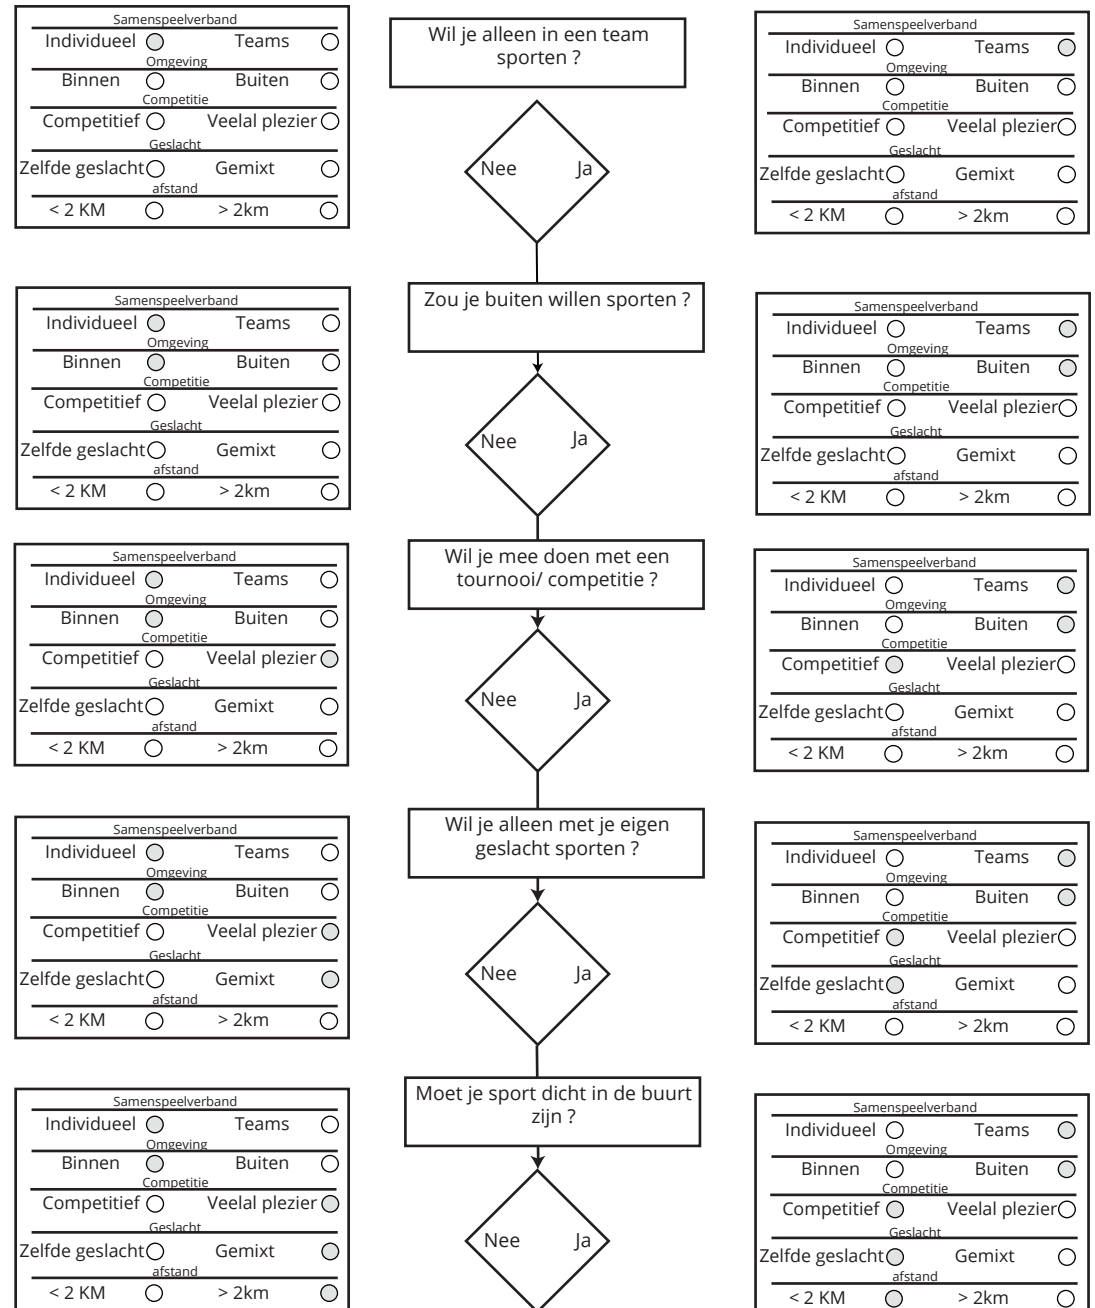 Samenspeelverband
Individueel Teams
Omgeving
Binnen Buiten
Competitie
Competitief Veelal plezier
Geslacht
Zelfde geslacht Gemixt
afstand
< 2 KM > 2km
Wil je alleen in een team
sporten ?
Nee Ja
Samenspeelverband
Individueel Teams
Omgeving
Binnen Buiten
Competitie
Competitief Veelal plezier
Geslacht
Zelfde geslacht Gemixt
afstand
< 2 KM > 2km
Samenspeelverband
Individueel Teams
Omgeving
Binnen Buiten
Competitie
Competitief Veelal plezier
Geslacht
Zelfde geslacht Gemixt
afstand
< 2 KM > 2km
Zou je buiten willen sporten ?
Nee Ja
Samenspeelverband
Individueel Teams
Omgeving
Binnen Buiten
Competitie
Competitief Veelal plezier
Geslacht
Zelfde geslacht Gemixt
afstand
< 2 KM > 2km
Samenspeelverband
Individueel Teams
Omgeving
Binnen Buiten
Competitie
Competitief Veelal plezier
Geslacht
Zelfde geslacht Gemixt
afstand
< 2 KM > 2km
Wil je mee doen met een
tournooi/ competitie ?
Nee Ja
Samenspeelverband
Individueel Teams
Omgeving
Binnen Buiten
Competitie
Competitief Veelal plezier
Geslacht
Zelfde geslacht Gemixt
afstand
< 2 KM > 2km
Samenspeelverband
Individueel Teams
Omgeving
Binnen Buiten
Competitie
Competitief Veelal plezier
Geslacht
Zelfde geslacht Gemixt
afstand
< 2 KM > 2km
Wil je alleen met je eigen
geslacht sporten ?
Nee Ja
Samenspeelverband
Individueel Teams
Omgeving
Binnen Buiten
Competitie
Competitief Veelal plezier
Geslacht
Zelfde geslacht Gemixt
afstand
< 2 KM > 2km
Samenspeelverband
Individueel Teams
Omgeving
Binnen Buiten
Competitie
Competitief Veelal plezier
Geslacht
Zelfde geslacht Gemixt
afstand
< 2 KM > 2km
Moet je sport dicht in de buurt
zijn ?
Nee Ja
Samenspeelverband
Individueel Teams
Omgeving
Binnen Buiten
Competitie
Competitief Veelal plezier
Geslacht
Zelfde geslacht Gemixt
afstand
< 2 KM > 2km